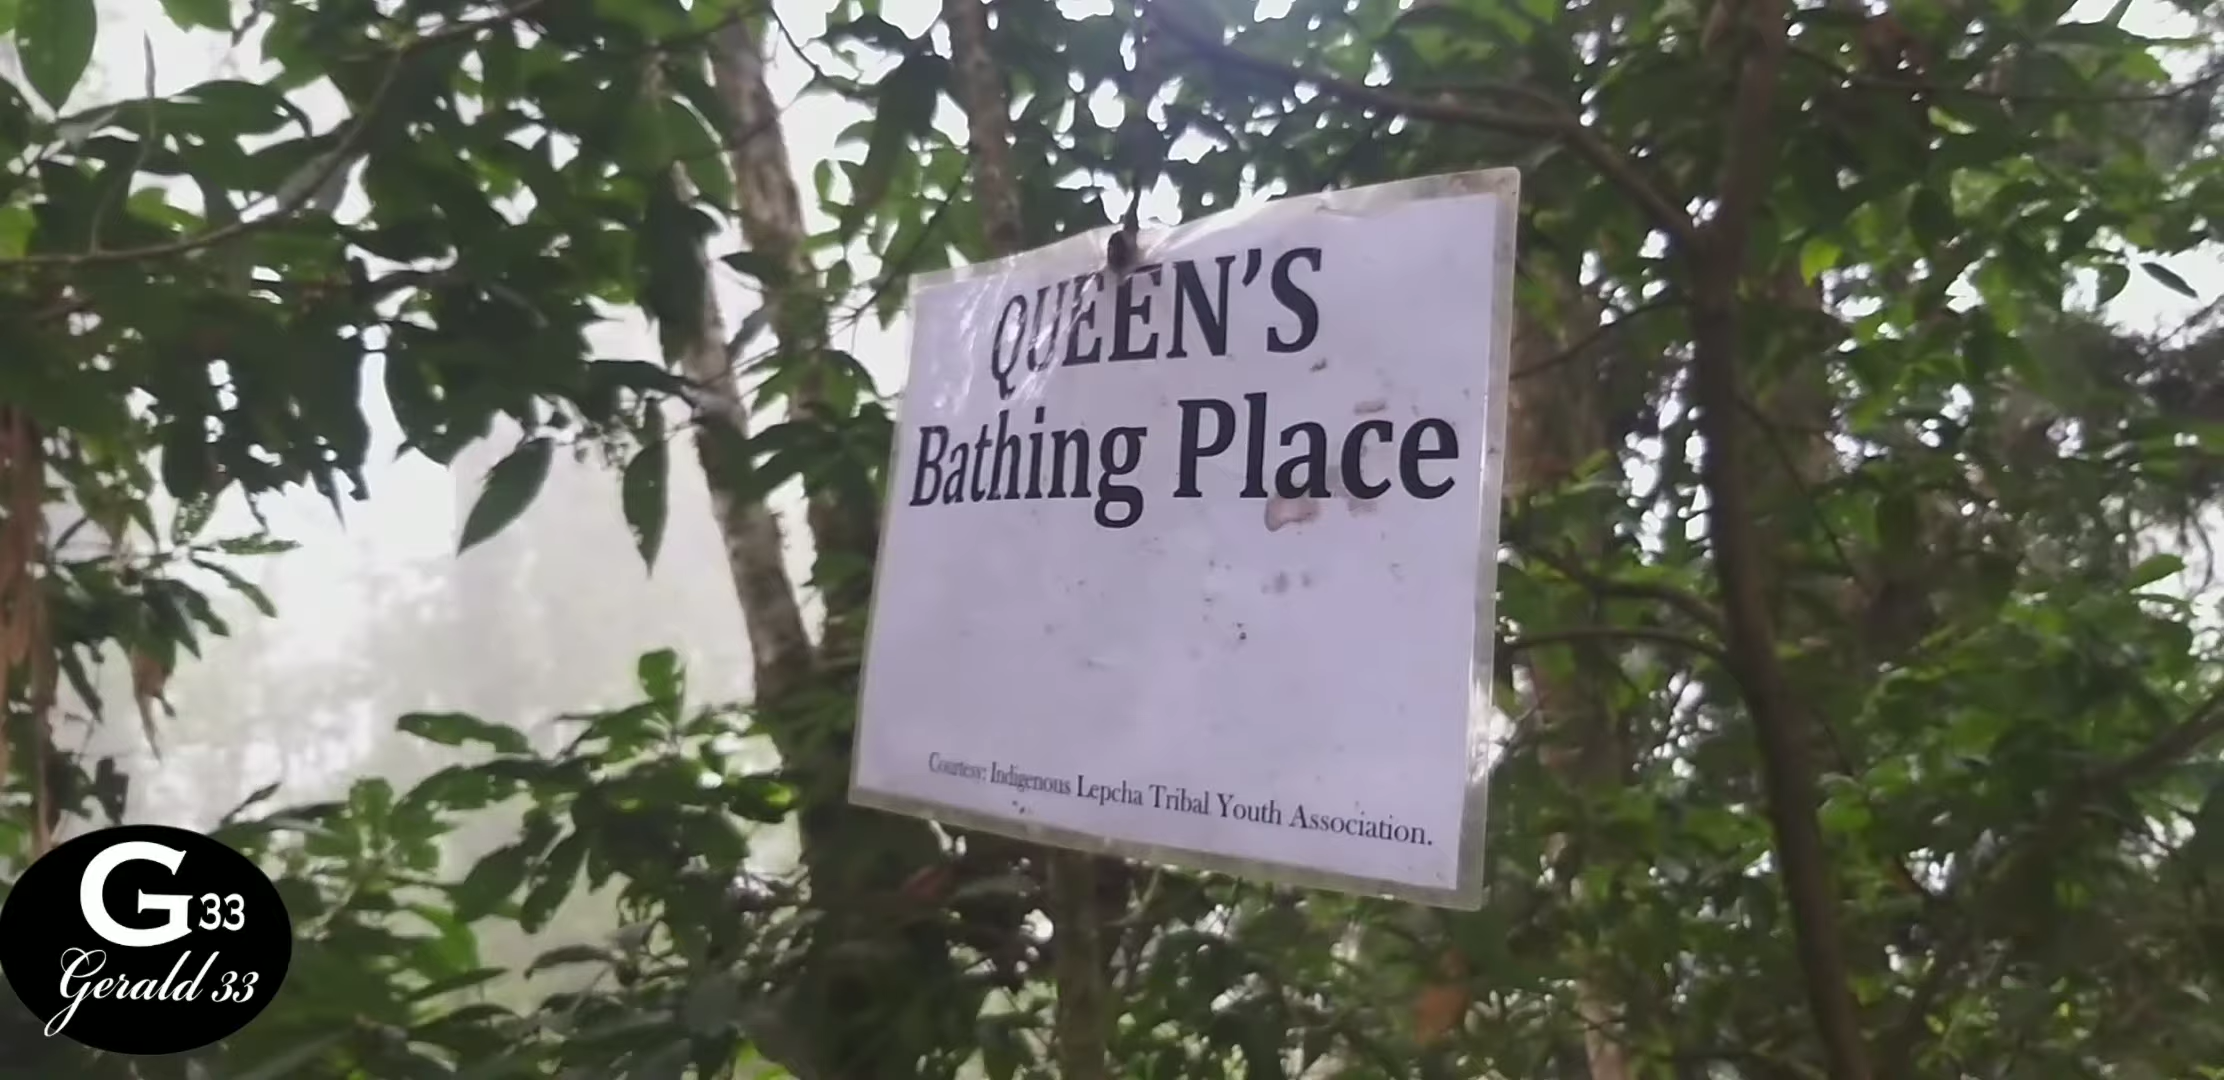 QUEEN'S
Bathing Place
Courtesy: Indigenous Lepcha Tribal Youth Association.
G33
Gerald 33